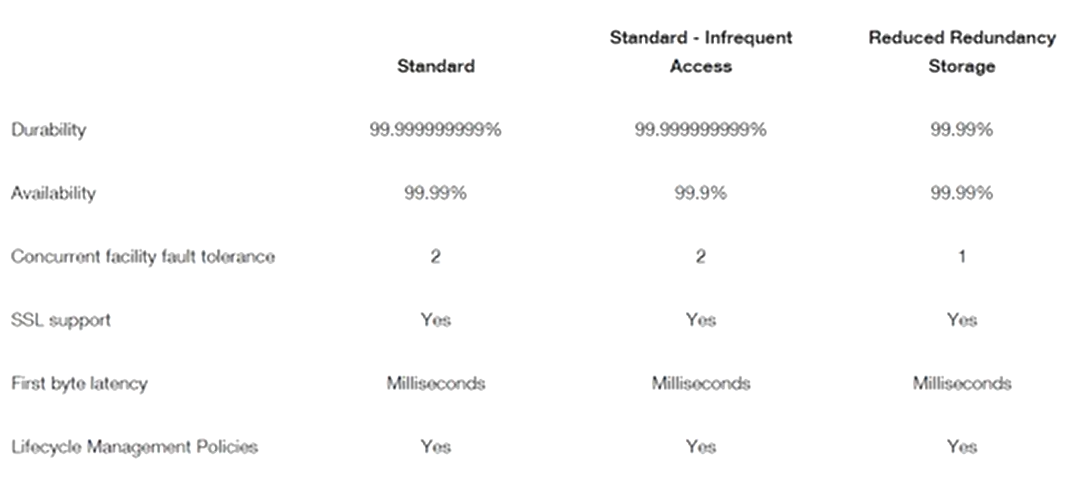 Standard - Infrequent Reduced Redundancy
Standard Access Storage
Durability 99.999999999% 99.999999999% 99.99%
Availability 99.99% 99.9% 99.99%
Concurrent facility fault tolerance 2 2 1
SSL support Yes Yes Yes
First byte latency Milliseconds Milliseconds Milliseconds
Lifecycle Management Policies Yes Yes Yes